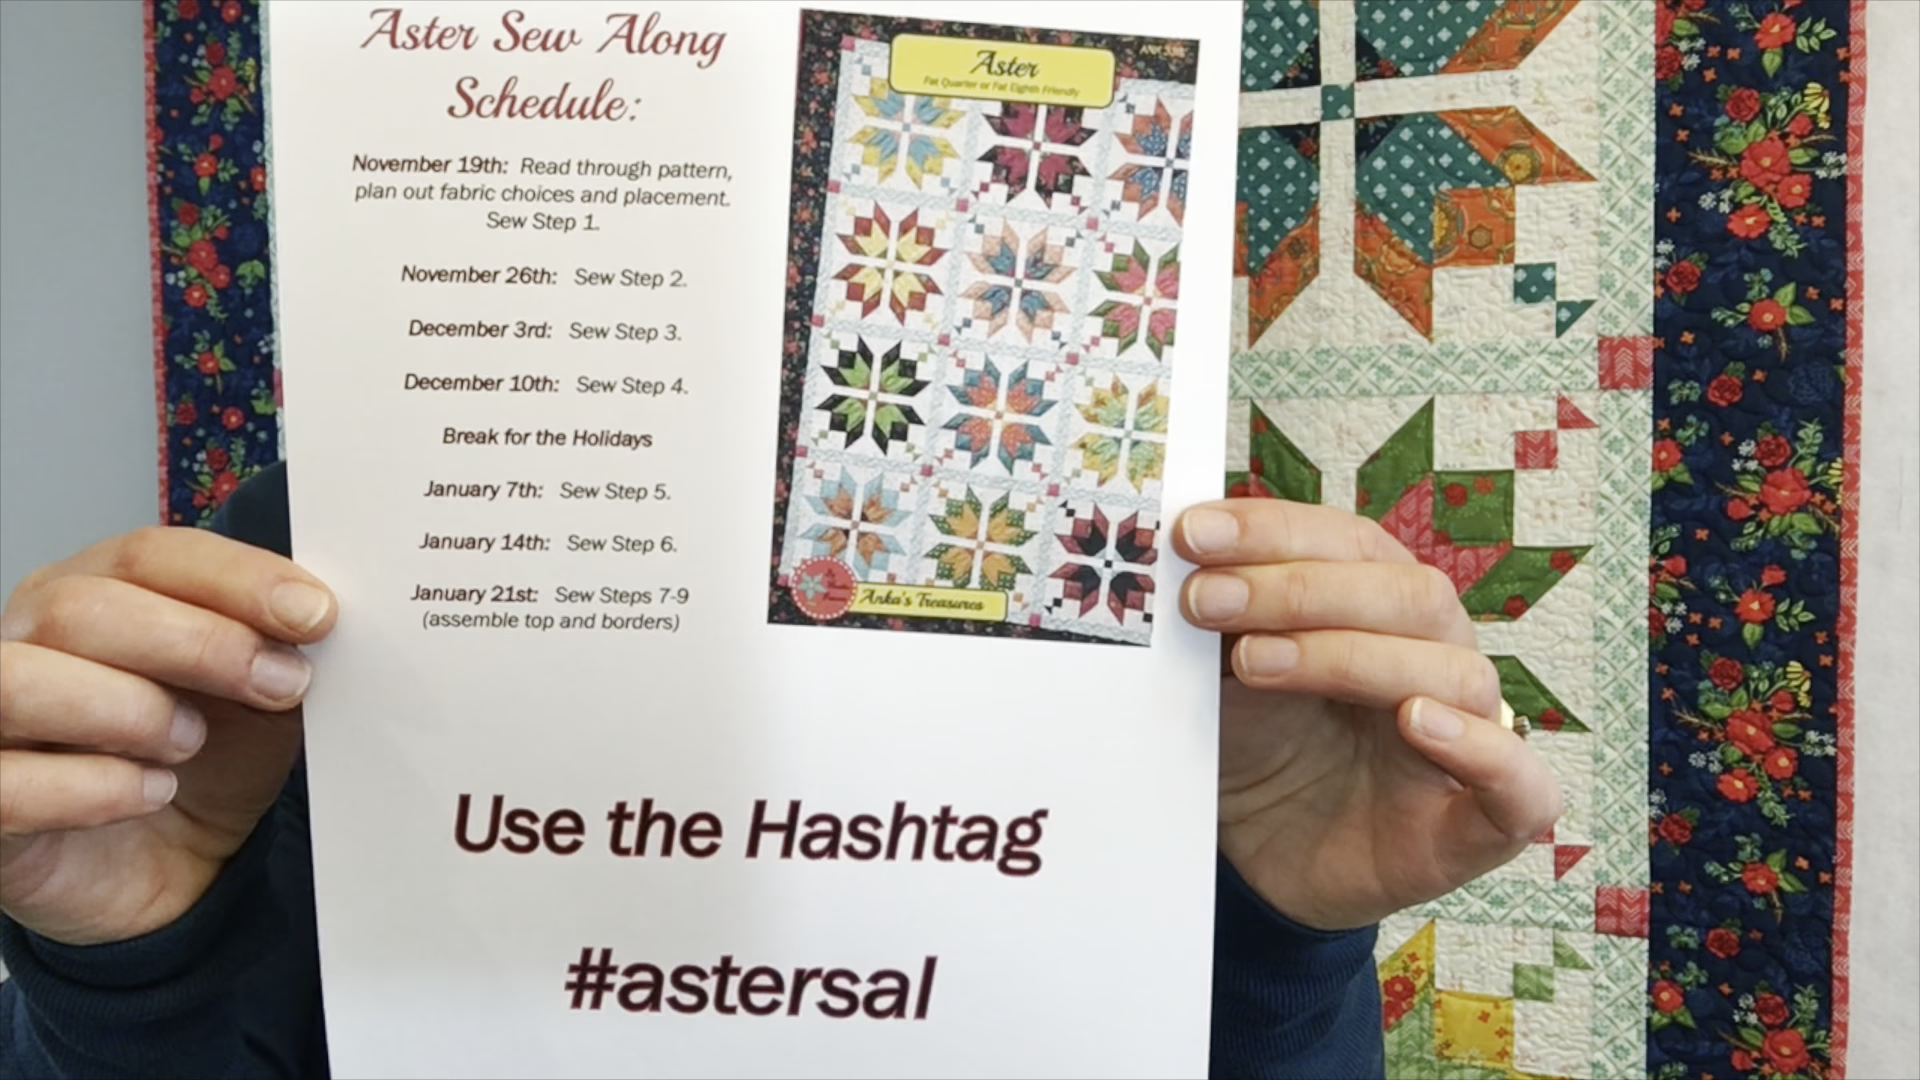 Aster Sew Along
Schedule:
November 19th: Read through pattern,
plan out fabric choices and placement.
Sew Step 1.
November 26th: Sew Step 2.
December 3rd: Sew Step 3.
December 10th: Sew Step 4.
Break for the Holidays
January 7th: Sew Step 5.
January 14th: Sew Step 6.
January 21st: Sew Steps 7-9
(assemble top and borders)
Aster
Fat Quarter or Fat Eighth Friendly
Anka's Treasures
Use the Hashtag
#astersal